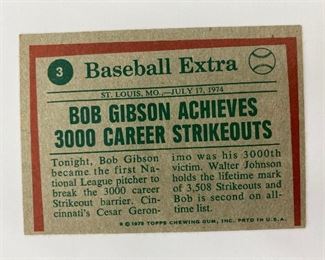 3
Baseball Extra
ST. LOUIS, MO.—JULY 17, 1974
BOB GIBSON ACHIEVES
3000 CAREER STRIKEOUTS
Tonight, Bob Gibson
became the first Na-
tional League pitcher to
break the 3000 career
strikeout barrier. Cin-
cinnati's Cesar Geron-
imo was his 3000th
victim. Walter Johnson
holds the lifetime mark
of 3,508 Strikeouts and
Bob is second on all-
time list.
© 1975 TOPPS CHEWING GUM, INC. PRTD IN U.S.A.